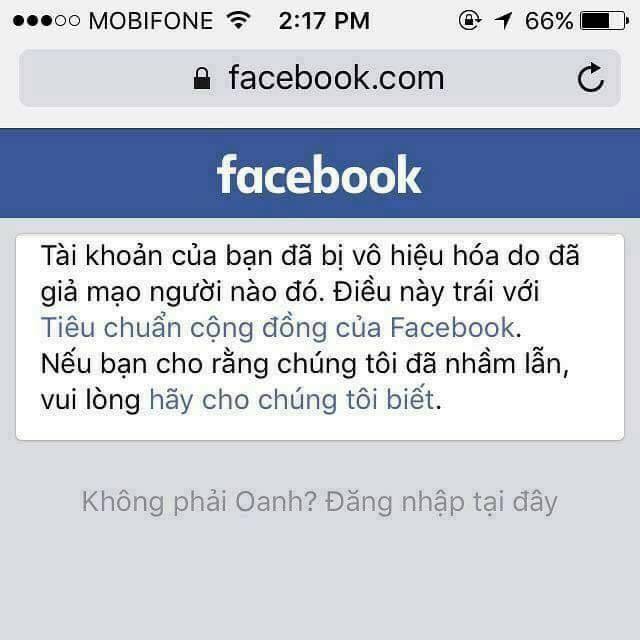 MOBIFONE 2:17 PM 66%
facebook.com
facebook
Tài khoản của bạn đã bị vô hiệu hóa do đã
giả mạo người nào đó. Điều này trái với
Tiêu chuẩn cộng đồng của Facebook.
Nếu bạn cho rằng chúng tôi đã nhầm lẫn,
vui lòng hãy cho chúng tôi biết.
Không phải Oanh? Đăng nhập tại đây